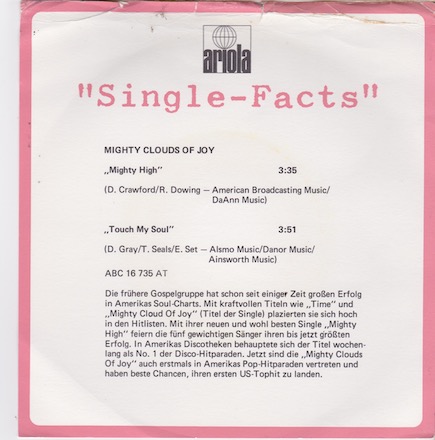 ariola
"Single-Facts"
MIGHTY CLOUDS OF JOY
„Mighty High" 3:35
(D. Crawford/R. Dowing — American Broadcasting Music/
DaAnn Music)
„Touch My Soul" 3:51
(D. Gray/T. Seals/E. Set — Alsmo Music/Danor Music/
Ainsworth Music)
ABC 16 735 AT
Die frühere Gospelgruppe hat schon seit einiger Zeit großen Erfolg
in Amerikas Soul-Charts. Mit kraftvollen Titeln wie „Time" und
„Mighty Cloud Of Joy" (Titel der Single) plazierten sie sich hoch
in den Hitlisten. Mit ihrer neuen und wohl besten Single „Mighty
High" feiern die fünf gewichtigen Sänger ihren bis jetzt größten
Erfolg. In Amerikas Discotheken behauptete sich der Titel wochen-
lang als No. 1 der Disco-Hitparaden. Jetzt sind die „Mighty Clouds
Of Joy" auch erstmals in Amerikas Pop-Hitparaden vertreten und
haben beste Chancen, ihren ersten US-Tophit zu landen.